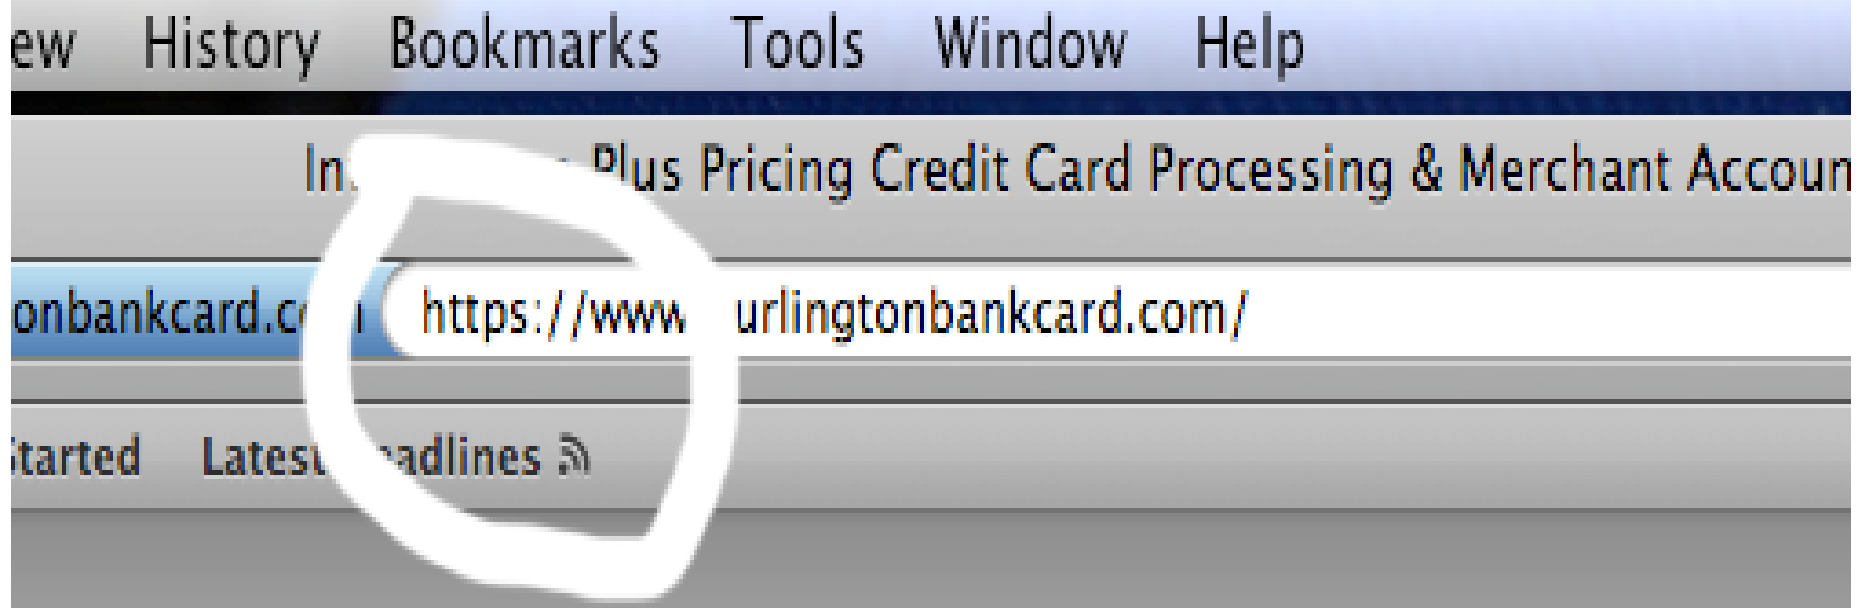 ew History Bookmarks Tools Window Help
Plus Pricing Credit Card Processing & Merchant Accoun
onbankcard.c https://www urlingtonbankcard.com/
tarted Latest adlines